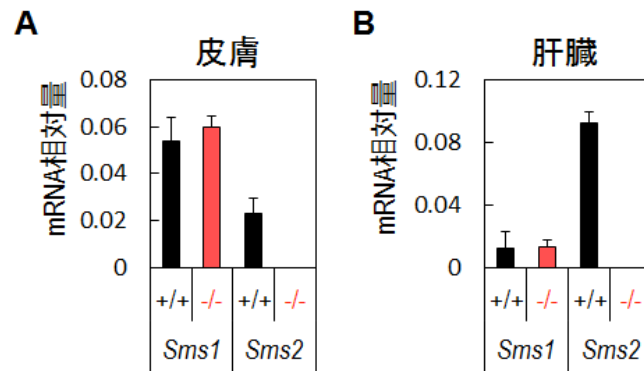 A
皮膚
mRNA相対量
0.08
0.06
0.04
0.02
0
+/+ -/- +/+ -/-
Sms1 Sms2
B
肝臓
mRNA相対量
0.12
0.08
0.04
0
+/+ -/- +/+ -/-
Sms1 Sms2